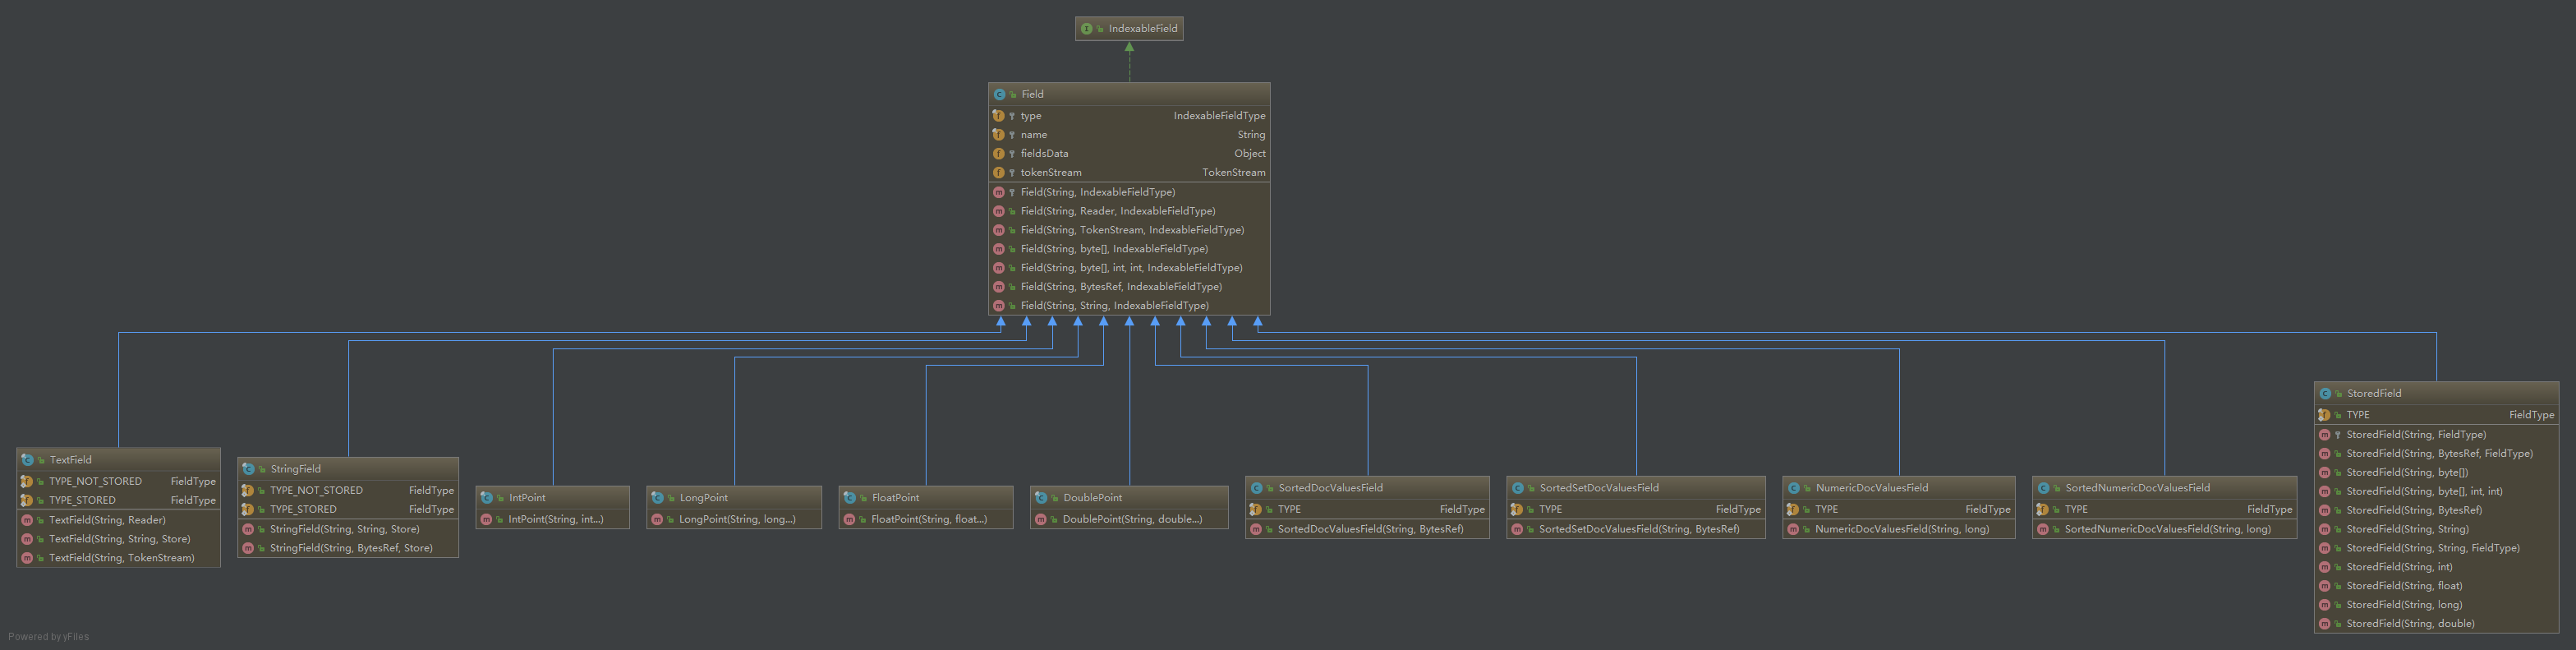 IndexableField
Field
type IndexableFieldType
name String
fieldsData Object
tokenStream TokenStream
Field(String, IndexableFieldType)
Field(String, Reader, IndexableFieldType)
Field(String, TokenStream, IndexableFieldType)
Field(String, byte[], IndexableFieldType)
Field(String, byte[], int, int, IndexableFieldType)
Field(String, BytesRef, IndexableFieldType)
Field(String, String, IndexableFieldType)
TextField
TYPE_NOT_STORED FieldType
TYPE_STORED FieldType
TextField(String, Reader)
TextField(String, String, Store)
TextField(String, TokenStream)
StringField
TYPE_NOT_STORED FieldType
TYPE_STORED FieldType
StringField(String, String, Store)
StringField(String, BytesRef, Store)
IntPoint
IntPoint(String, int...)
LongPoint
LongPoint(String, long...)
FloatPoint
FloatPoint(String, float...)
DoublePoint
DoublePoint(String, double...)
SortedDocValuesField
TYPE FieldType
SortedDocValuesField(String, BytesRef)
SortedSetDocValuesField
TYPE FieldType
SortedSetDocValuesField(String, BytesRef)
NumericDocValuesField
TYPE FieldType
NumericDocValuesField(String, long)
SortedNumericDocValuesField
TYPE FieldType
SortedNumericDocValuesField(String, long)
StoredField
TYPE FieldType
StoredField(String, FieldType)
StoredField(String, BytesRef, FieldType)
StoredField(String, byte[])
StoredField(String, byte[], int, int)
StoredField(String, BytesRef)
StoredField(String, String)
StoredField(String, String, FieldType)
StoredField(String, int)
StoredField(String, float)
StoredField(String, long)
StoredField(String, double)
Powered by yFiles